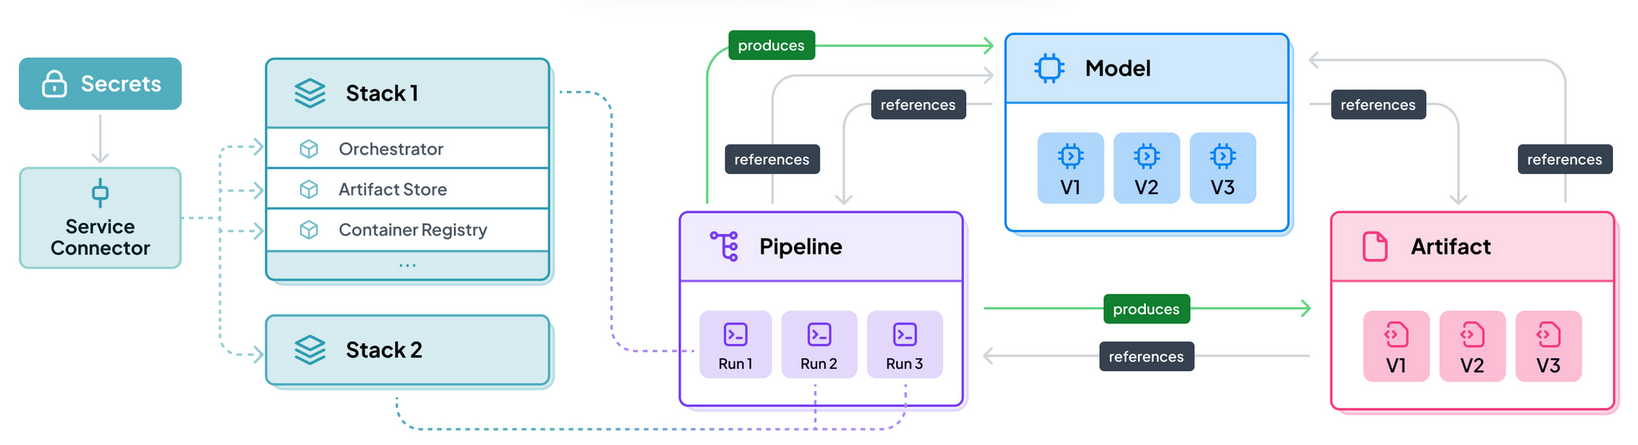 Secrets
Service
Connector
Stack 1
Orchestrator
Artifact Store
Container Registry
...
Stack 2
produces
references
references
Pipeline
Run 1
Run 2
Run 3
Model
V1
V2
V3
references
references
produces
references
Artifact
V1
V2
V3